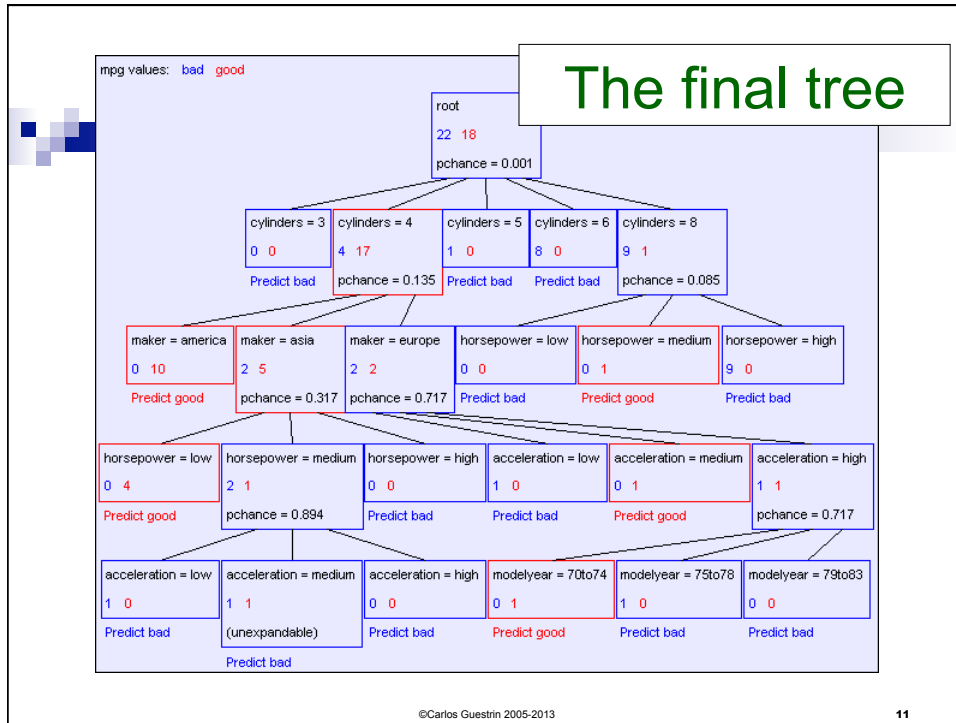 The final tree
mpg values: bad good
root
22 18
pchance = 0.001
cylinders = 3
0 0
Predict bad
cylinders = 4
4 17
pchance = 0.135
cylinders = 5
1 0
Predict bad
cylinders = 6
8 0
Predict bad
cylinders = 8
9 1
pchance = 0.085
maker = america
0 10
Predict good
maker = asia
2 5
pchance = 0.317
maker = europe
2 2
pchance = 0.717
horsepower = low
0 0
Predict bad
horsepower = medium
0 1
Predict good
horsepower = high
9 0
Predict bad
horsepower = low
0 4
Predict good
horsepower = medium
2 1
pchance = 0.894
horsepower = high
0 0
Predict bad
acceleration = low
1 0
Predict bad
acceleration = medium
0 1
Predict good
acceleration = high
1 1
pchance = 0.717
acceleration = low
1 0
Predict bad
acceleration = medium
1 1
(unexpandable)
Predict bad
acceleration = high
0 0
Predict bad
modelyear = 70to74
0 1
Predict good
modelyear = 75to78
1 0
Predict bad
modelyear = 79to83
0 0
Predict bad
©Carlos Guestrin 2005-2013
11